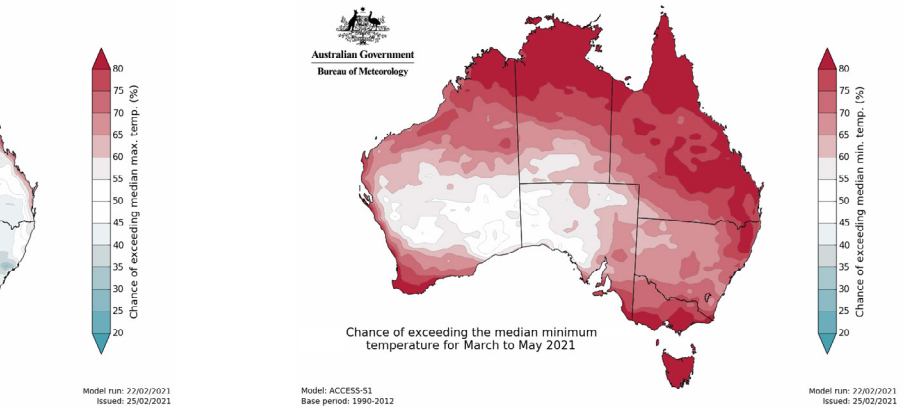 80
75
70
65
60
55
50
45
40
35
30
25
20
Chance of exceeding median max. temp. (%)
Model run: 22/02/2021
Issued: 25/02/2021
Australian Government
Bureau of Meteorology
Chance of exceeding the median minimum
temperature for March to May 2021
Model: ACCESS-S1
Base period: 1990-2012
80
75
70
65
60
55
50
45
40
35
30
25
20
Chance of exceeding median min. temp. (%)
Model run: 22/02/2021
Issued: 25/02/2021